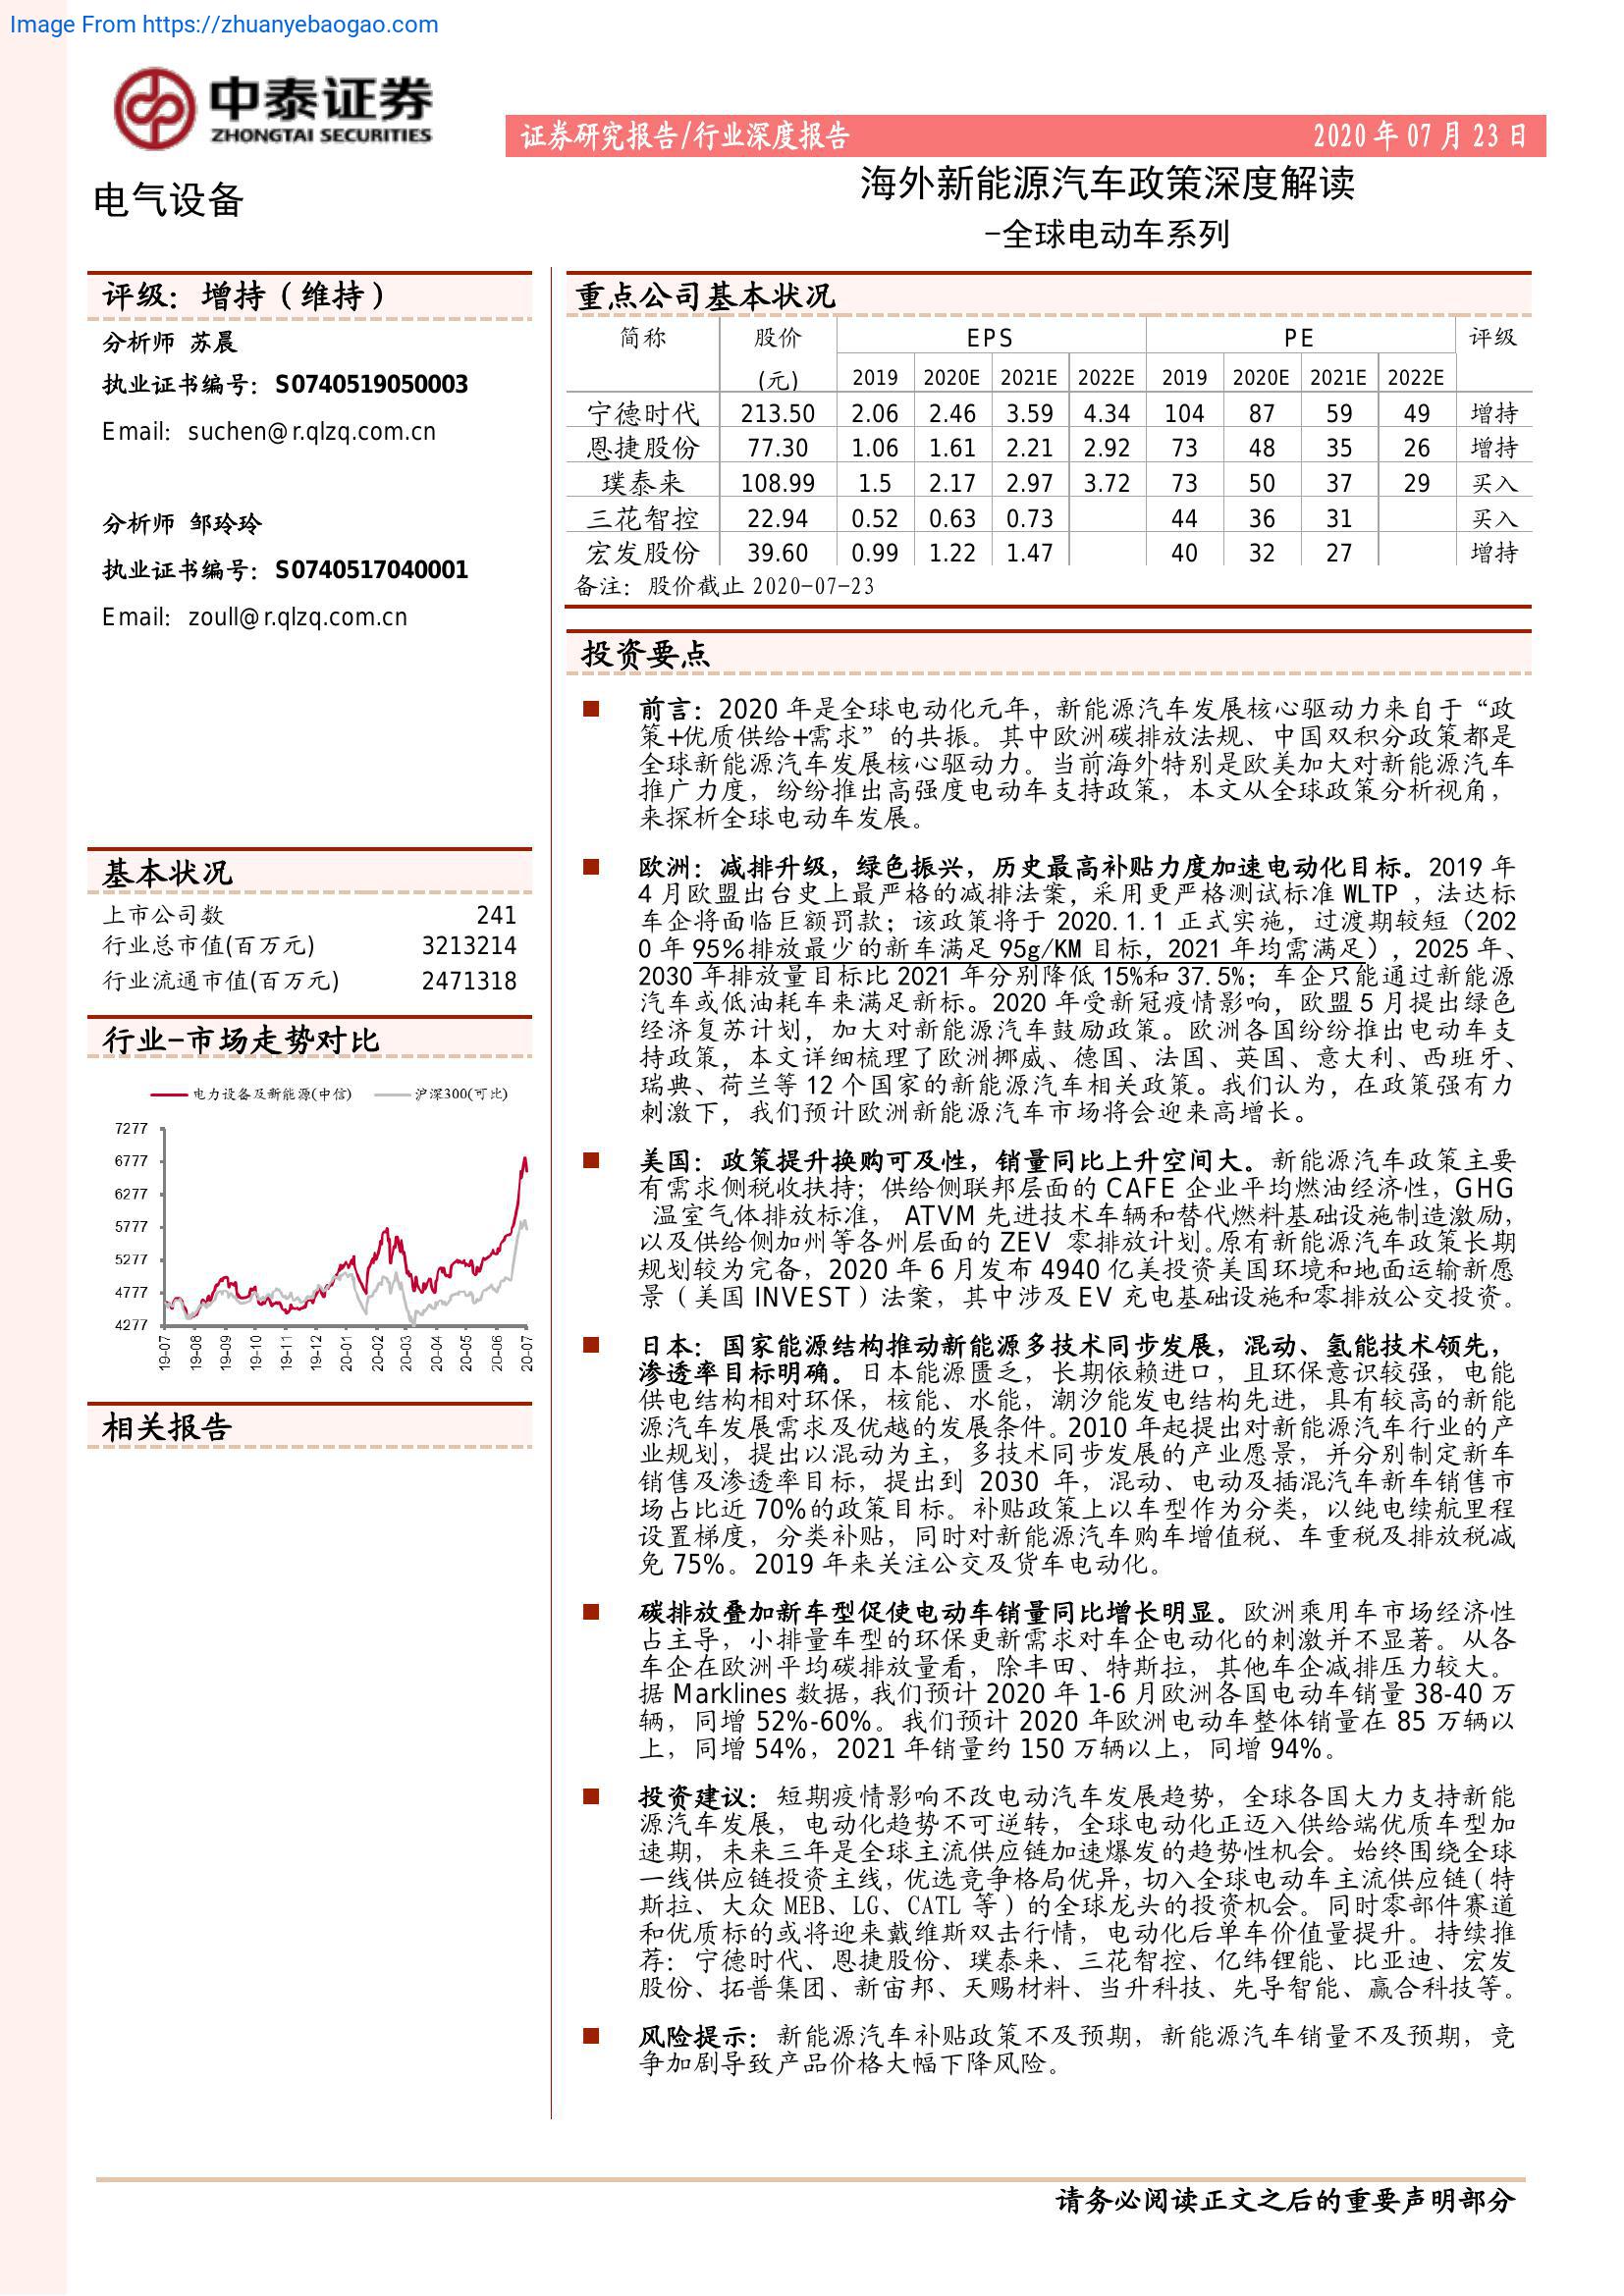 Image From https://zhuanyebaogao.com
中泰证券
ZHONGTAI SECURITIES
证券研究报告/行业深度报告 2020 年 07 月 23 日
电气设备
海外新能源汽车政策深度解读
-全球电动车系列
评级：增持（维持）
分析师 苏晨
执业证书编号：S0740519050003
Email：suchen@r.qlzq.com.cn
分析师 邹玲玲
执业证书编号：S0740517040001
Email：zoull@r.qlzq.com.cn
基本状况
上市公司数 241
行业总市值(百万元) 3213214
行业流通市值(百万元) 2471318
行业-市场走势对比
电力设备及新能源(中信) 沪深300(可比)
7277
6777
6277
5777
5277
4777
4277
19-07 19-08 19-09 19-10 19-11 19-12 20-01 20-02 20-03 20-04 20-05 20-06 20-07
相关报告
重点公司基本状况
简称 股价 EPS PE 评级
(元) 2019 2020E 2021E 2022E 2019 2020E 2021E 2022E
宁德时代 213.50 2.06 2.46 3.59 4.34 104 87 59 49 增持
恩捷股份 77.30 1.06 1.61 2.21 2.92 73 48 35 26 增持
璞泰来 108.99 1.5 2.17 2.97 3.72 73 50 37 29 买入
三花智控 22.94 0.52 0.63 0.73 44 36 31 买入
宏发股份 39.60 0.99 1.22 1.47 40 32 27 增持
备注：股价截止 2020-07-23
投资要点
■ 前言：2020 年是全球电动化元年，新能源汽车发展核心驱动力来自于“政
策+优质供给+需求”的共振。其中欧洲碳排放法规、中国双积分政策都是
全球新能源汽车发展核心驱动力。当前海外特别是欧美加大对新能源汽车
推广力度，纷纷推出高强度电动车支持政策，本文从全球政策分析视角，
来探析全球电动车发展。
■ 欧洲：减排升级，绿色振兴，历史最高补贴力度加速电动化目标。2019 年
4 月欧盟出台史上最严格的减排法案，采用更严格测试标准 WLTP ，法达标
车企将面临巨额罚款；该政策将于 2020.1.1 正式实施，过渡期较短（202
0 年 95%排放最少的新车满足 95g/KM 目标，2021 年均需满足），2025 年、
2030 年排放量目标比 2021 年分别降低 15%和 37.5%；车企只能通过新能源
汽车或低油耗车来满足新标。2020 年受新冠疫情影响，欧盟 5 月提出绿色
经济复苏计划，加大对新能源汽车鼓励政策。欧洲各国纷纷推出电动车支
持政策，本文详细梳理了欧洲挪威、德国、法国、英国、意大利、西班牙、
瑞典、荷兰等 12 个国家的新能源汽车相关政策。我们认为，在政策强有力
刺激下，我们预计欧洲新能源汽车市场将会迎来高增长。
■ 美国：政策提升换购可及性，销量同比上升空间大。新能源汽车政策主要
有需求侧税收扶持；供给侧联邦层面的 CAFE 企业平均燃油经济性，GHG
温室气体排放标准， ATVM 先进技术车辆和替代燃料基础设施制造激励，
以及供给侧加州等各州层面的 ZEV 零排放计划。原有新能源汽车政策长期
规划较为完备，2020 年 6 月发布 4940 亿美投资美国环境和地面运输新愿
景（美国 INVEST）法案，其中涉及 EV 充电基础设施和零排放公交投资。
■ 日本：国家能源结构推动新能源多技术同步发展，混动、氢能技术领先，
渗透率目标明确。日本能源匮乏，长期依赖进口，且环保意识较强，电能
供电结构相对环保，核能、水能，潮汐能发电结构先进，具有较高的新能
源汽车发展需求及优越的发展条件。2010 年起提出对新能源汽车行业的产
业规划，提出以混动为主，多技术同步发展的产业愿景，并分别制定新车
销售及渗透率目标，提出到 2030 年，混动、电动及插混汽车新车销售市
场占比近 70%的政策目标。补贴政策上以车型作为分类，以纯电续航里程
设置梯度，分类补贴，同时对新能源汽车购车增值税、车重税及排放税减
免 75%。2019 年来关注公交及货车电动化。
■ 碳排放叠加新车型促使电动车销量同比增长明显。欧洲乘用车市场经济性
占主导，小排量车型的环保更新需求对车企电动化的刺激并不显著。从各
车企在欧洲平均碳排放量看，除丰田、特斯拉，其他车企减排压力较大。
据 Marklines 数据，我们预计 2020 年 1-6 月欧洲各国电动车销量 38-40 万
辆，同增 52%-60%。我们预计 2020 年欧洲电动车整体销量在 85 万辆以
上，同增 54%，2021 年销量约 150 万辆以上，同增 94%。
■ 投资建议：短期疫情影响不改电动汽车发展趋势，全球各国大力支持新能
源汽车发展，电动化趋势不可逆转，全球电动化正迈入供给端优质车型加
速期，未来三年是全球主流供应链加速爆发的趋势性机会。始终围绕全球
一线供应链投资主线，优选竞争格局优异，切入全球电动车主流供应链（特
斯拉、大众 MEB、LG、CATL 等）的全球龙头的投资机会。同时零部件赛道
和优质标的或将迎来戴维斯双击行情，电动化后单车价值量提升。持续推
荐：宁德时代、恩捷股份、璞泰来、三花智控、亿纬锂能、比亚迪、宏发
股份、拓普集团、新宙邦、天赐材料、当升科技、先导智能、赢合科技等。
■ 风险提示：新能源汽车补贴政策不及预期，新能源汽车销量不及预期，竞
争加剧导致产品价格大幅下降风险。
请务必阅读正文之后的重要声明部分